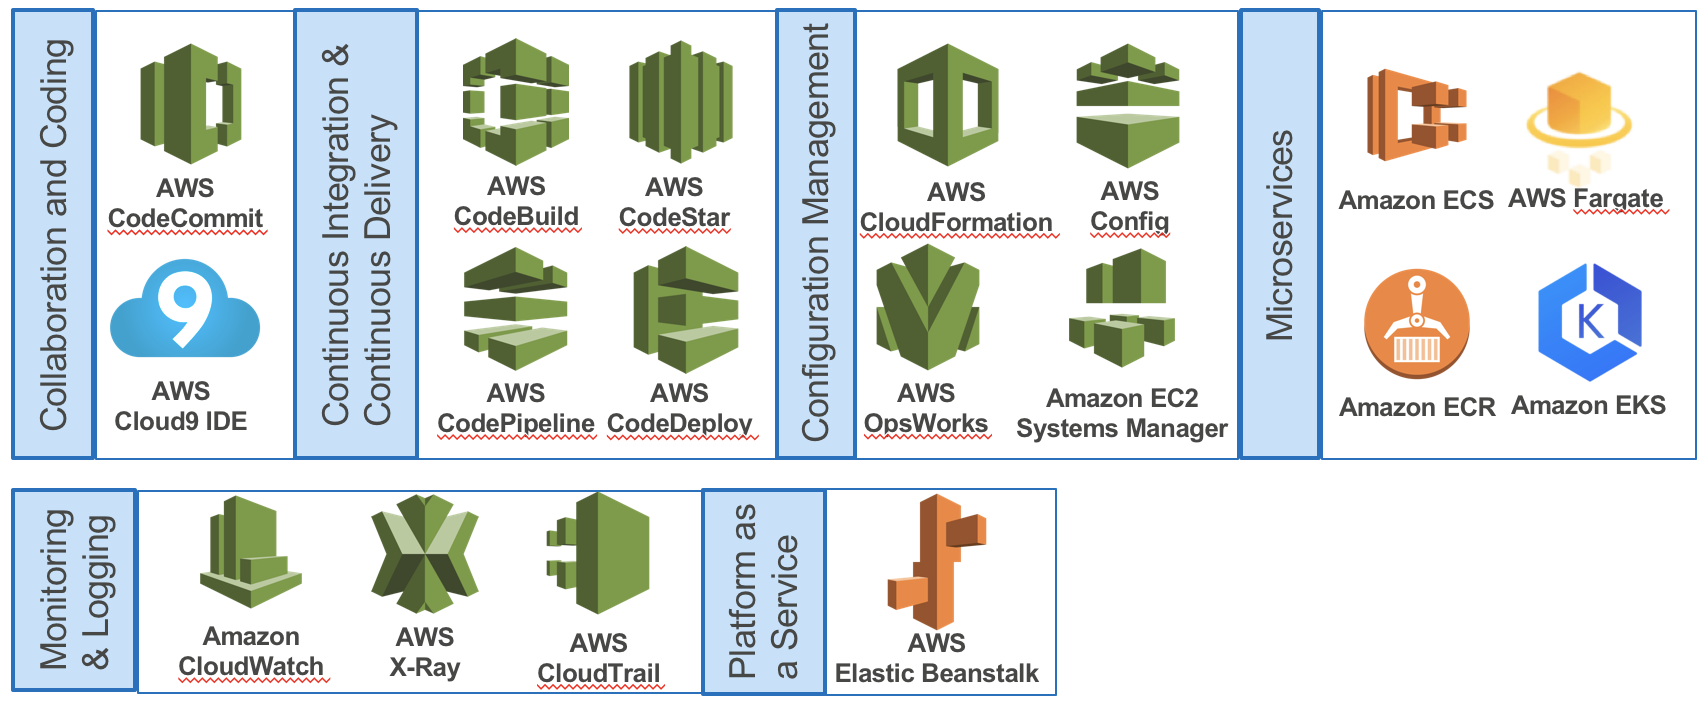 Collaboration and Coding
AWS
CodeCommit
9
AWS
Cloud9 IDE
Continuous Integration &
Continuous Delivery
AWS
CodeBuild
AWS
CodeStar
AWS
CodePipeline
AWS
CodeDeploy
Configuration Management
AWS
CloudFormation
AWS
Config
AWS
OpsWorks
Amazon EC2
Systems Manager
Microservices
Amazon ECS
AWS Fargate
Amazon ECR
K
Amazon EKS
Monitoring
& Logging
Amazon
CloudWatch
AWS
X-Ray
AWS
CloudTrail
Platform as
a Service
AWS
Elastic Beanstalk